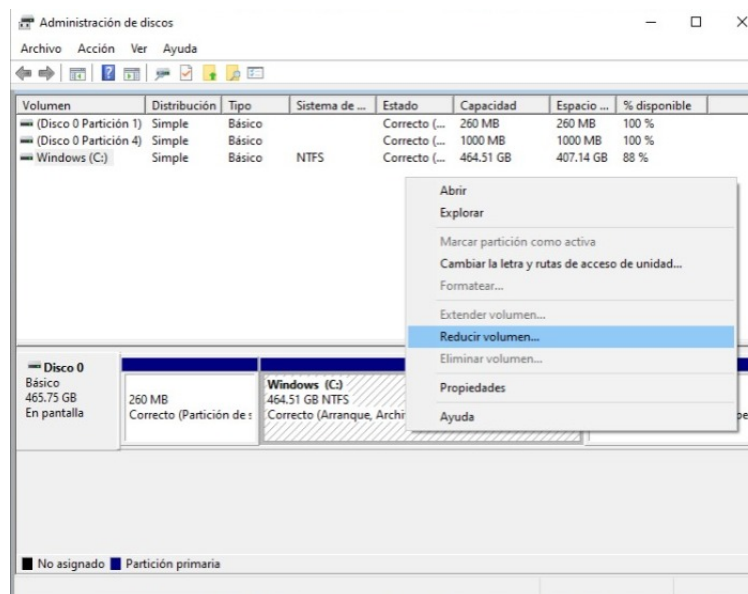 Administración de discos
Archivo Acción Ver Ayuda
Volumen Distribución Tipo Sistema de ... Estado Capacidad Espacio ... % disponible
(Disco 0 Partición 1) Simple Básico Correcto (... 260 MB 260 MB 100 %
(Disco 0 Partición 4) Simple Básico Correcto (... 1000 MB 1000 MB 100 %
Windows (C:) Simple Básico NTFS Correcto (... 464.51 GB 407.14 GB 88 %
Abrir
Explorar
Marcar partición como activa
Cambiar la letra y rutas de acceso de unidad...
Formatear...
Extender volumen...
Reducir volumen...
Eliminar volumen...
Propiedades
Ayuda
Disco 0
Básico
465.75 GB
En pantalla
260 MB
Correcto (Partición de s
Windows (C:)
464.51 GB NTFS
Correcto (Arranque, Archi
No asignado Partición primaria